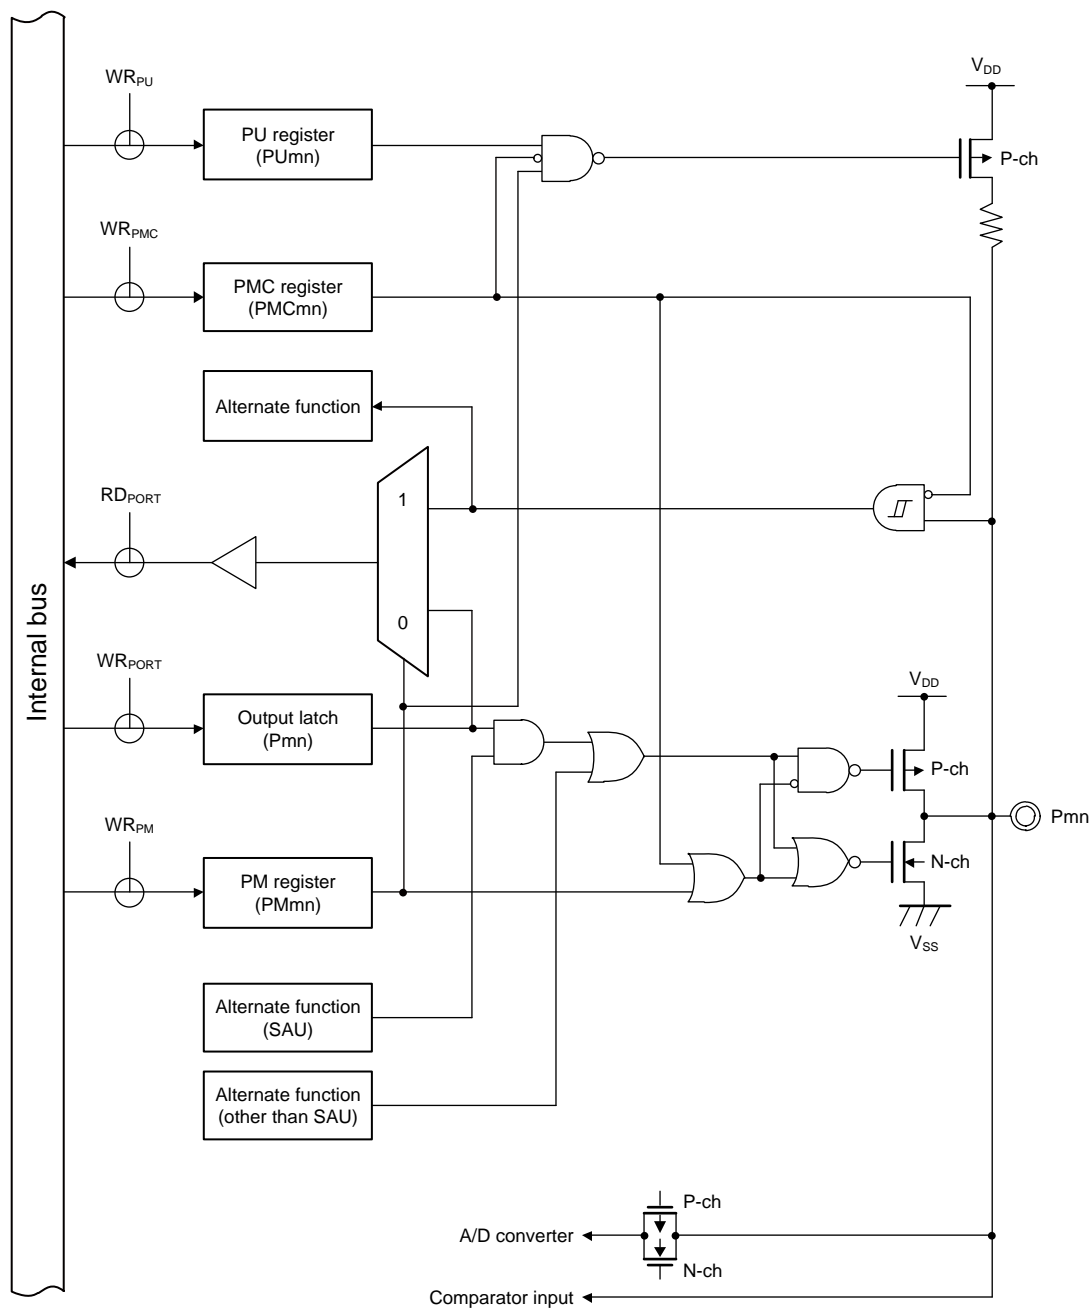 WRPU
VDD
PU register
(PUmn)
P-ch
WRPMC
PMC register
(PMCmn)
Alternate function
1
RDPORT
0
Internal bus
WRPORT
Output latch
(Pmn)
VDD
P-ch
Pmn
WRPM
PM register
(PMmn)
N-ch
VSS
Alternate function
(SAU)
Alternate function
(other than SAU)
P-ch
A/D converter
N-ch
Comparator input